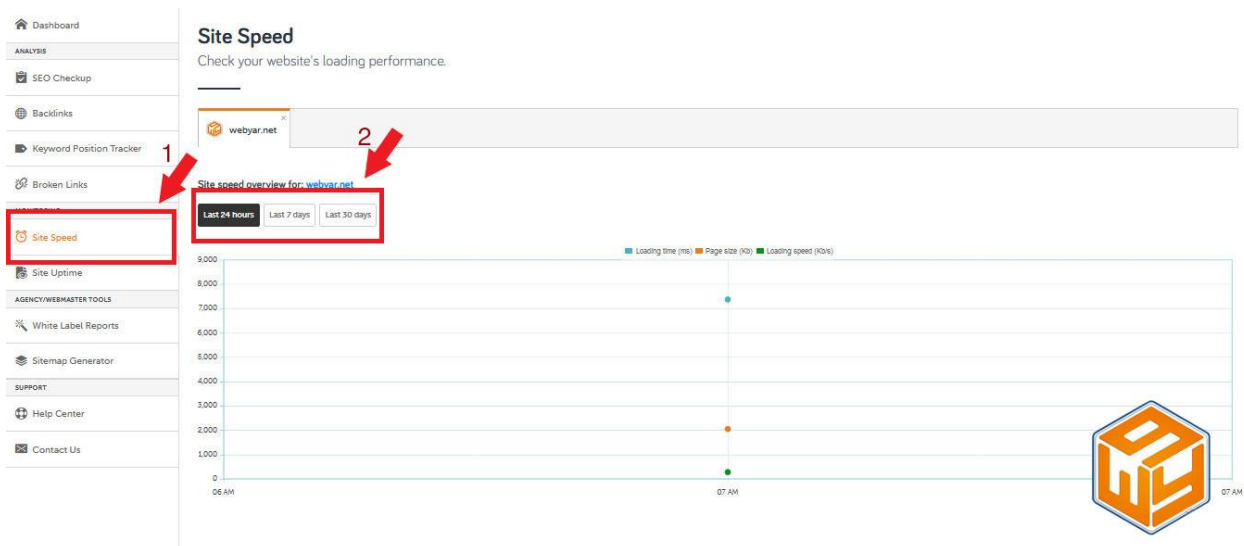 Dashboard
ANALYSIS
SEO Checkup
Backlinks
Keyword Position Tracker
Broken Links
MONITORING
Site Speed
Site Uptime
AGENCY/WEBMASTER TOOLS
White Label Reports
Sitemap Generator
SUPPORT
Help Center
Contact Us
1
Site Speed
Check your website's loading performance.
webyar.net
2
Site speed overview for: webyar.net
Last 24 hours Last 7 days Last 30 days
Loading time (ms) Page size (Kb) Loading speed (Kb/s)
9,000
8,000
7,000
6,000
5,000
4,000
3,000
2,000
1,000
0
06 AM 07 AM 07 AM